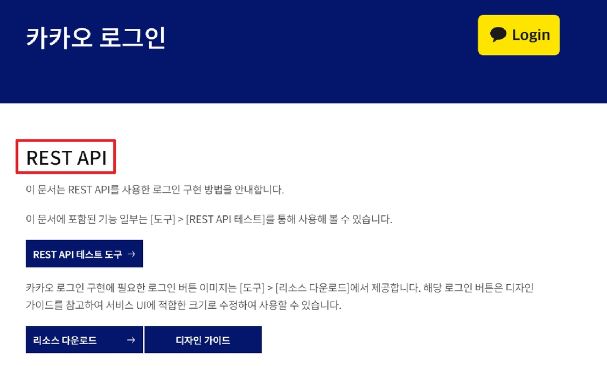 카카오 로그인
Login
REST API
이 문서는 REST API를 사용한 로그인 구현 방법을 안내합니다.
이 문서에 포함된 기능 일부는 [도구] > [REST API 테스트]를 통해 사용해 볼 수 있습니다.
REST API 테스트 도구 →
카카오 로그인 구현에 필요한 로그인 버튼 이미지는 [도구] > [리소스 다운로드]에서 제공합니다. 해당 로그인 버튼은 디자인
가이드를 참고하여 서비스 UI에 적합한 크기로 수정하여 사용할 수 있습니다.
리소스 다운로드 →
디자인 가이드